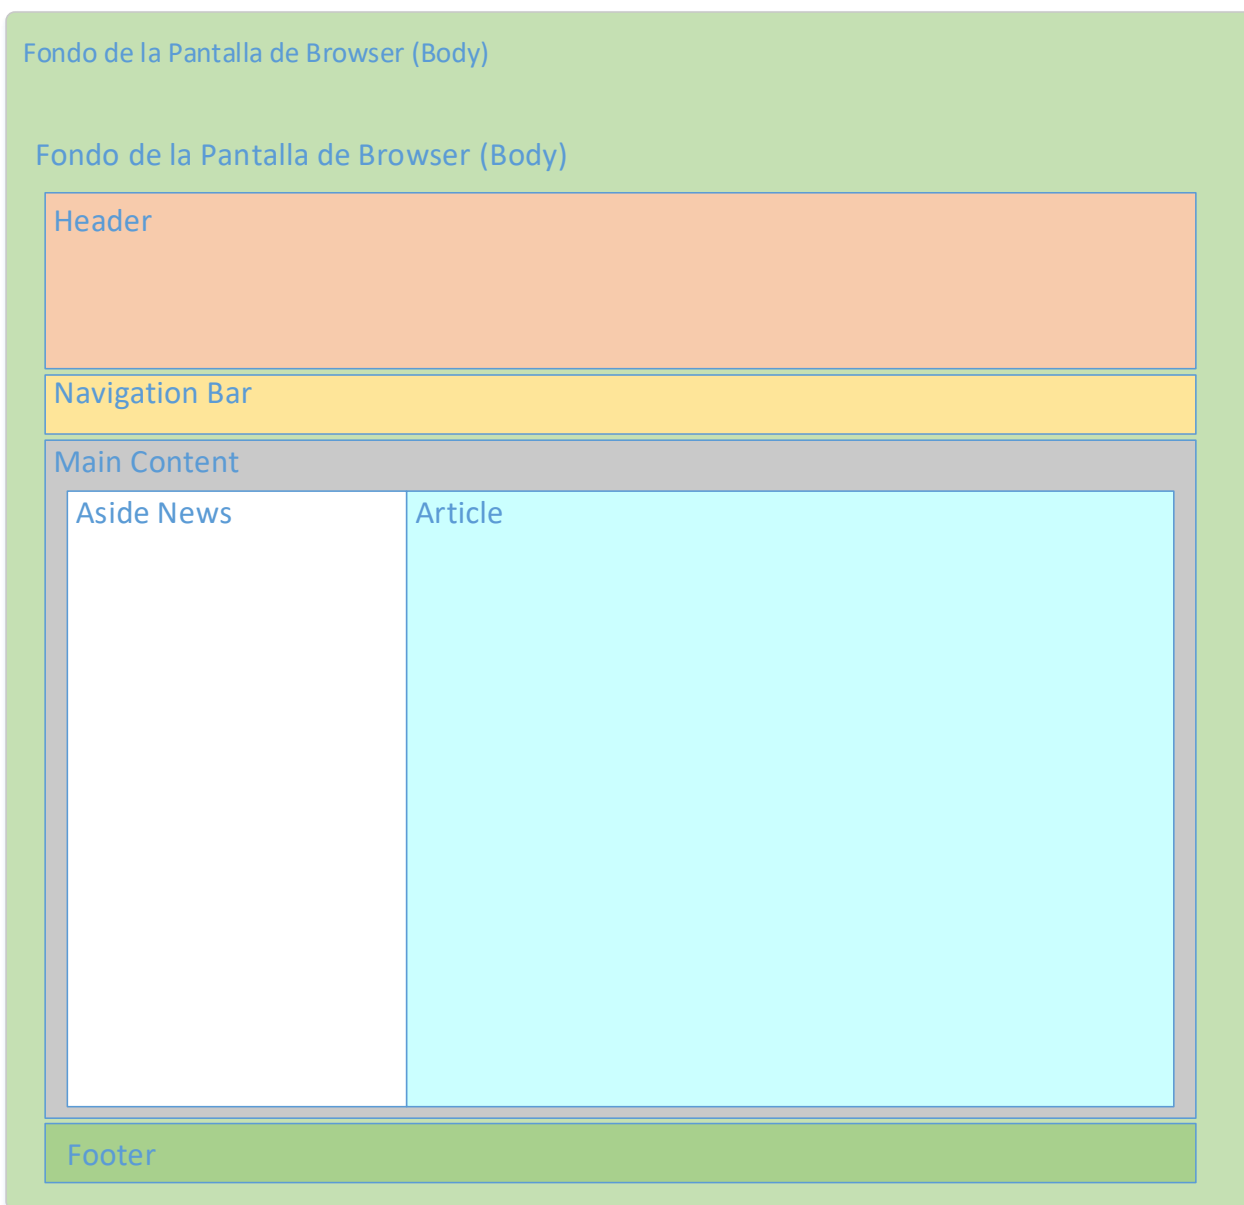 Fondo de la Pantalla de Browser (Body)
Fondo de la Pantalla de Browser (Body)
Header
Navigation Bar
Main Content
Aside News
Article
Footer